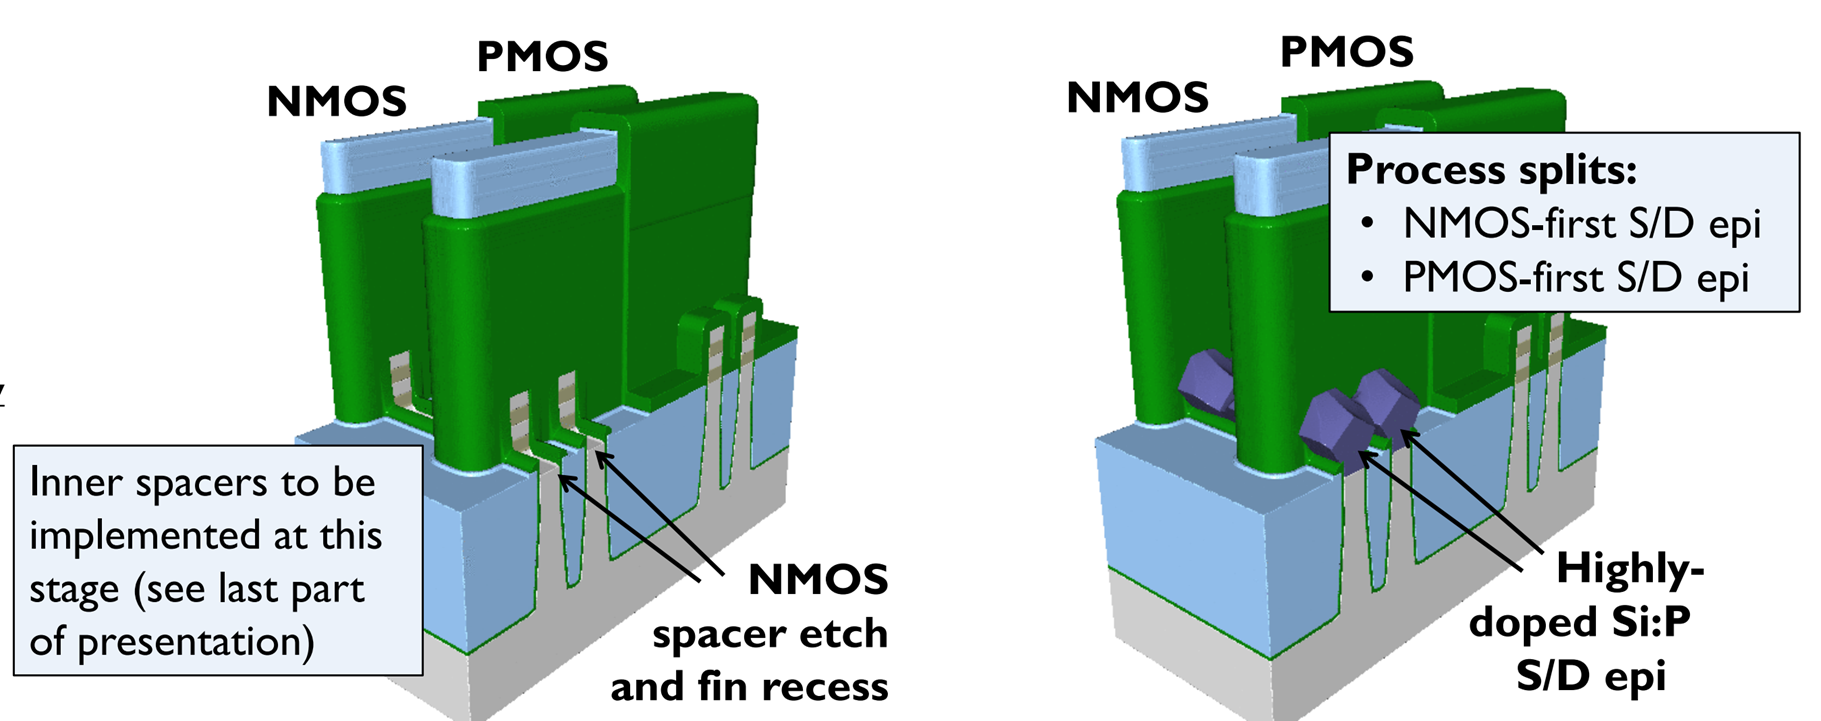 PMOS
NMOS
Inner spacers to be
implemented at this
stage (see last part
of presentation)
NMOS
spacer etch
and fin recess
PMOS
NMOS
Process splits:
• NMOS-first S/D epi
• PMOS-first S/D epi
Highly-
doped Si:P
S/D epi